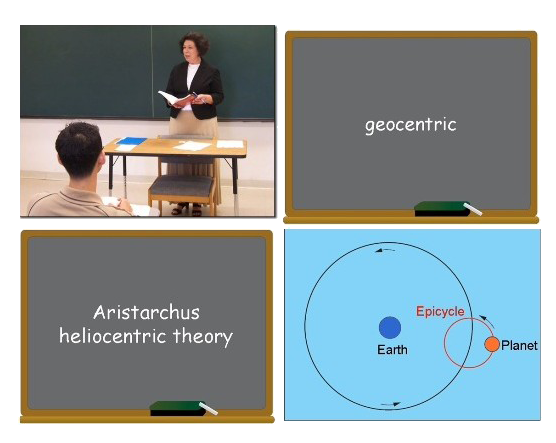 geocentric
Aristarchus
heliocentric theory
Epicycle
Earth
Planet